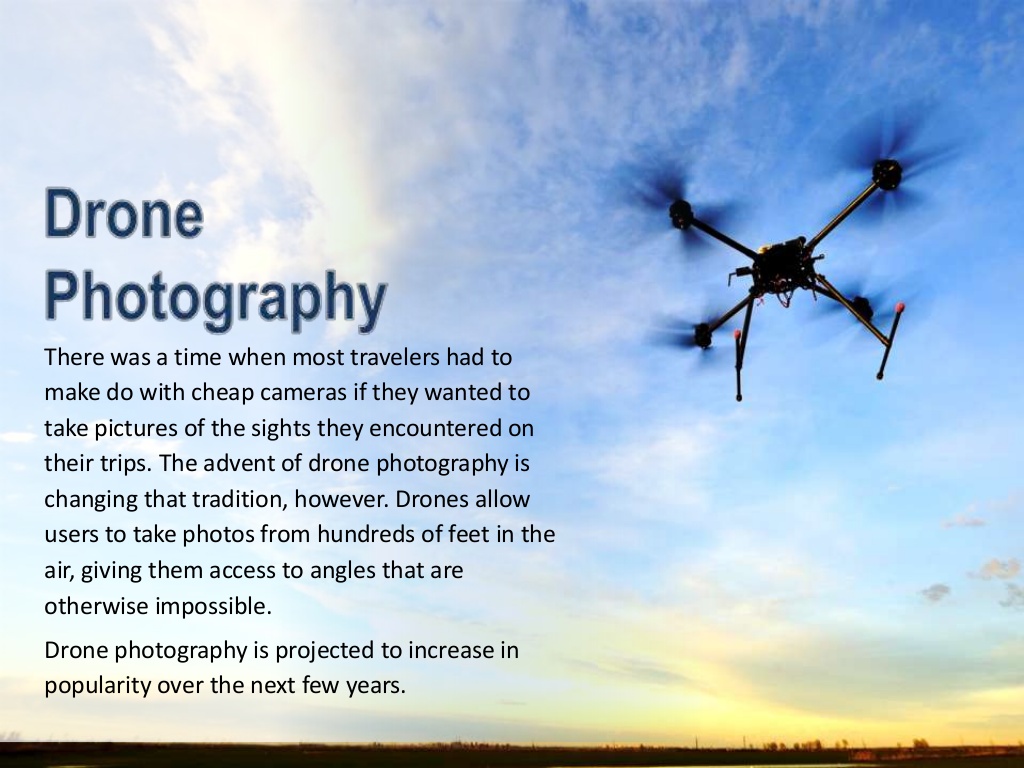 Drone
Photography
There was a time when most travelers had to
make do with cheap cameras if they wanted to
take pictures of the sights they encountered on
their trips. The advent of drone photography is
changing that tradition, however. Drones allow
users to take photos from hundreds of feet in the
air, giving them access to angles that are
otherwise impossible.
Drone photography is projected to increase in
popularity over the next few years.